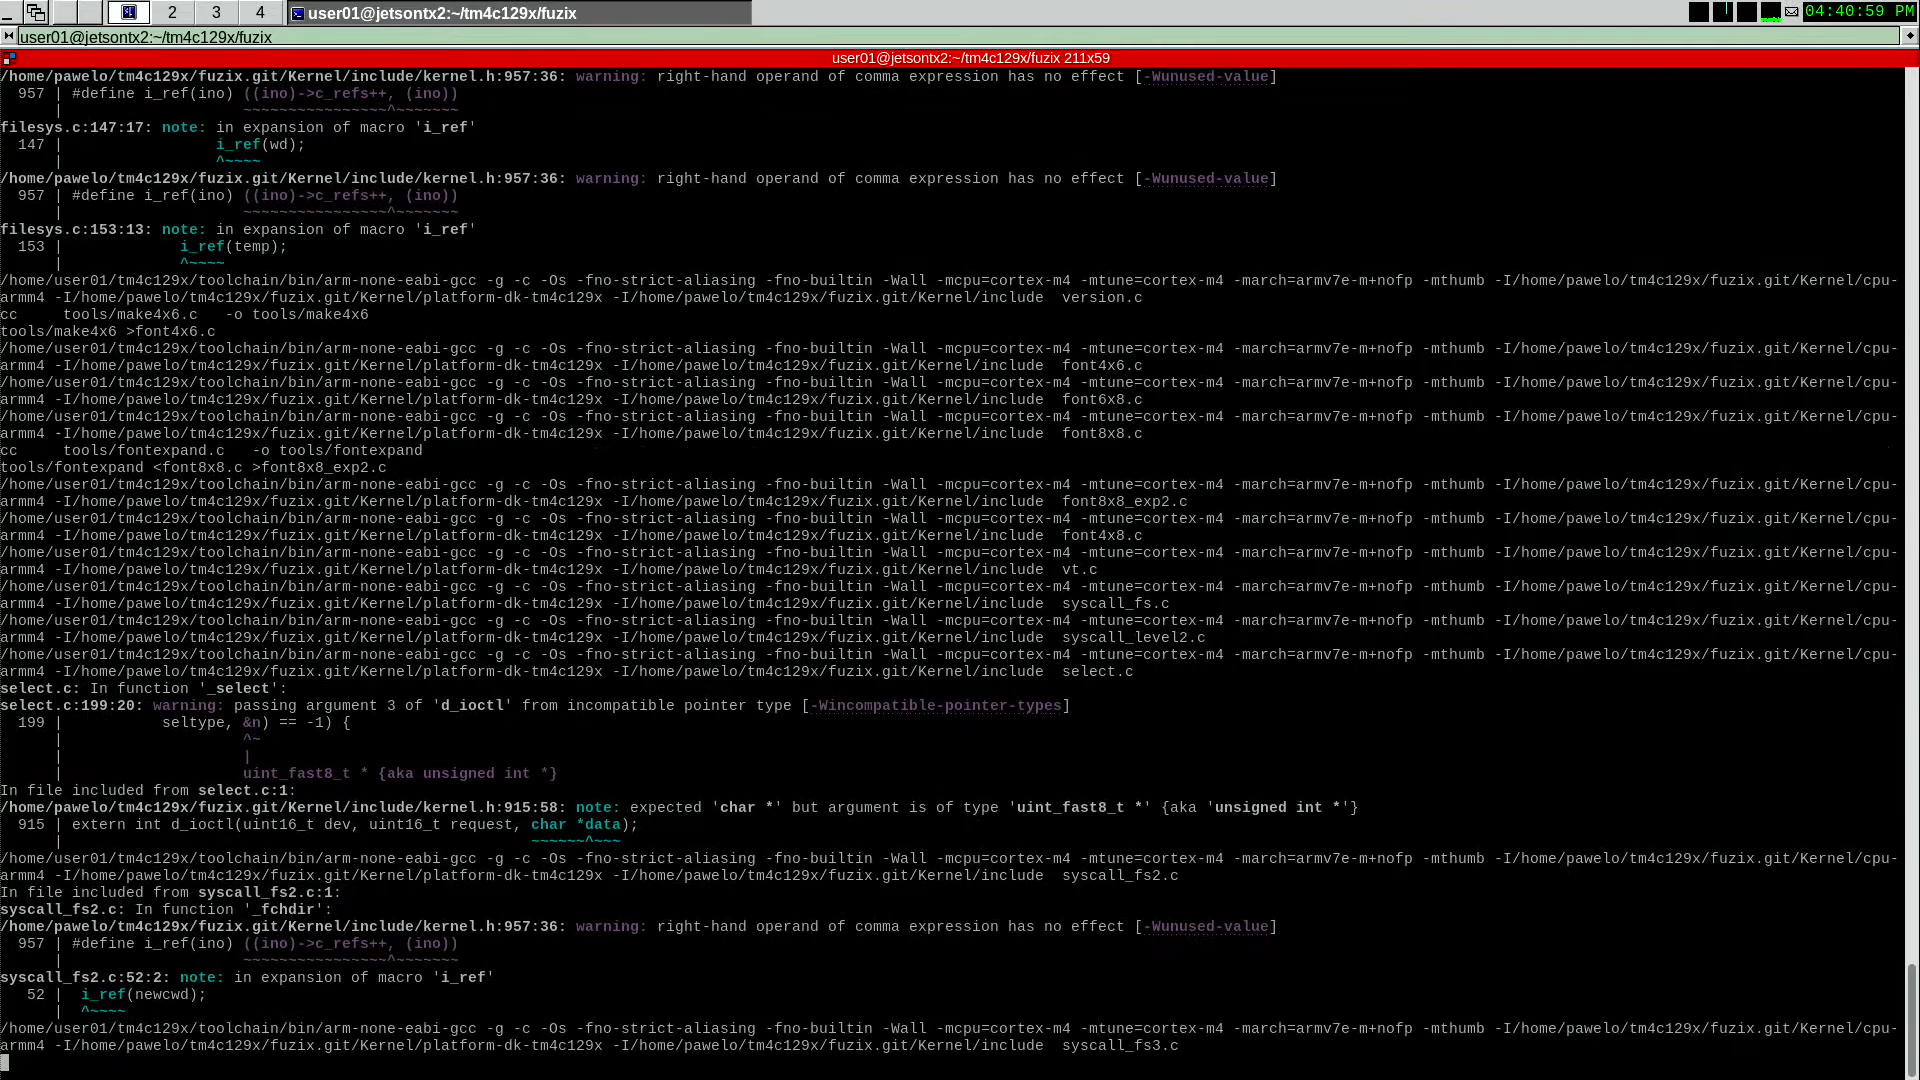 2 3 4 user01@jetsontx2:~/tm4c129x/fuzix 04:40:59 PM
user01@jetsontx2:~/tm4c129x/fuzix
user01@jetsontx2:~/tm4c129x/fuzix 211x59
/home/pawelo/tm4c129x/fuzix.git/Kernel/include/kernel.h:957:36: warning: right-hand operand of comma expression has no effect [-Wunused-value]
  957 | #define i_ref(ino) ((ino)->c_refs++, (ino))
      |                    ~~~~~~~~~~~~~~~~^~~~~~~~
filesys.c:147:17: note: in expansion of macro 'i_ref'
  147 |                 i_ref(wd);
      |                 ^~~~~
/home/pawelo/tm4c129x/fuzix.git/Kernel/include/kernel.h:957:36: warning: right-hand operand of comma expression has no effect [-Wunused-value]
  957 | #define i_ref(ino) ((ino)->c_refs++, (ino))
      |                    ~~~~~~~~~~~~~~~~^~~~~~~~
filesys.c:153:13: note: in expansion of macro 'i_ref'
  153 |             i_ref(temp);
      |             ^~~~~
/home/user01/tm4c129x/toolchain/bin/arm-none-eabi-gcc -g -c -Os -fno-strict-aliasing -fno-builtin -Wall -mcpu=cortex-m4 -mtune=cortex-m4 -march=armv7e-m+nofp -mthumb -I/home/pawelo/tm4c129x/fuzix.git/Kernel/cpu-
armm4 -I/home/pawelo/tm4c129x/fuzix.git/Kernel/platform-dk-tm4c129x -I/home/pawelo/tm4c129x/fuzix.git/Kernel/include  version.c
cc     tools/make4x6.c   -o tools/make4x6
tools/make4x6 >font4x6.c
/home/user01/tm4c129x/toolchain/bin/arm-none-eabi-gcc -g -c -Os -fno-strict-aliasing -fno-builtin -Wall -mcpu=cortex-m4 -mtune=cortex-m4 -march=armv7e-m+nofp -mthumb -I/home/pawelo/tm4c129x/fuzix.git/Kernel/cpu-
armm4 -I/home/pawelo/tm4c129x/fuzix.git/Kernel/platform-dk-tm4c129x -I/home/pawelo/tm4c129x/fuzix.git/Kernel/include  font4x6.c
/home/user01/tm4c129x/toolchain/bin/arm-none-eabi-gcc -g -c -Os -fno-strict-aliasing -fno-builtin -Wall -mcpu=cortex-m4 -mtune=cortex-m4 -march=armv7e-m+nofp -mthumb -I/home/pawelo/tm4c129x/fuzix.git/Kernel/cpu-
armm4 -I/home/pawelo/tm4c129x/fuzix.git/Kernel/platform-dk-tm4c129x -I/home/pawelo/tm4c129x/fuzix.git/Kernel/include  font6x8.c
/home/user01/tm4c129x/toolchain/bin/arm-none-eabi-gcc -g -c -Os -fno-strict-aliasing -fno-builtin -Wall -mcpu=cortex-m4 -mtune=cortex-m4 -march=armv7e-m+nofp -mthumb -I/home/pawelo/tm4c129x/fuzix.git/Kernel/cpu-
armm4 -I/home/pawelo/tm4c129x/fuzix.git/Kernel/platform-dk-tm4c129x -I/home/pawelo/tm4c129x/fuzix.git/Kernel/include  font8x8.c
cc     tools/fontexpand.c   -o tools/fontexpand
tools/fontexpand <font8x8.c >font8x8_exp2.c
/home/user01/tm4c129x/toolchain/bin/arm-none-eabi-gcc -g -c -Os -fno-strict-aliasing -fno-builtin -Wall -mcpu=cortex-m4 -mtune=cortex-m4 -march=armv7e-m+nofp -mthumb -I/home/pawelo/tm4c129x/fuzix.git/Kernel/cpu-
armm4 -I/home/pawelo/tm4c129x/fuzix.git/Kernel/platform-dk-tm4c129x -I/home/pawelo/tm4c129x/fuzix.git/Kernel/include  font8x8_exp2.c
/home/user01/tm4c129x/toolchain/bin/arm-none-eabi-gcc -g -c -Os -fno-strict-aliasing -fno-builtin -Wall -mcpu=cortex-m4 -mtune=cortex-m4 -march=armv7e-m+nofp -mthumb -I/home/pawelo/tm4c129x/fuzix.git/Kernel/cpu-
armm4 -I/home/pawelo/tm4c129x/fuzix.git/Kernel/platform-dk-tm4c129x -I/home/pawelo/tm4c129x/fuzix.git/Kernel/include  font4x8.c
/home/user01/tm4c129x/toolchain/bin/arm-none-eabi-gcc -g -c -Os -fno-strict-aliasing -fno-builtin -Wall -mcpu=cortex-m4 -mtune=cortex-m4 -march=armv7e-m+nofp -mthumb -I/home/pawelo/tm4c129x/fuzix.git/Kernel/cpu-
armm4 -I/home/pawelo/tm4c129x/fuzix.git/Kernel/platform-dk-tm4c129x -I/home/pawelo/tm4c129x/fuzix.git/Kernel/include  vt.c
/home/user01/tm4c129x/toolchain/bin/arm-none-eabi-gcc -g -c -Os -fno-strict-aliasing -fno-builtin -Wall -mcpu=cortex-m4 -mtune=cortex-m4 -march=armv7e-m+nofp -mthumb -I/home/pawelo/tm4c129x/fuzix.git/Kernel/cpu-
armm4 -I/home/pawelo/tm4c129x/fuzix.git/Kernel/platform-dk-tm4c129x -I/home/pawelo/tm4c129x/fuzix.git/Kernel/include  syscall_fs.c
/home/user01/tm4c129x/toolchain/bin/arm-none-eabi-gcc -g -c -Os -fno-strict-aliasing -fno-builtin -Wall -mcpu=cortex-m4 -mtune=cortex-m4 -march=armv7e-m+nofp -mthumb -I/home/pawelo/tm4c129x/fuzix.git/Kernel/cpu-
armm4 -I/home/pawelo/tm4c129x/fuzix.git/Kernel/platform-dk-tm4c129x -I/home/pawelo/tm4c129x/fuzix.git/Kernel/include  syscall_level2.c
/home/user01/tm4c129x/toolchain/bin/arm-none-eabi-gcc -g -c -Os -fno-strict-aliasing -fno-builtin -Wall -mcpu=cortex-m4 -mtune=cortex-m4 -march=armv7e-m+nofp -mthumb -I/home/pawelo/tm4c129x/fuzix.git/Kernel/cpu-
armm4 -I/home/pawelo/tm4c129x/fuzix.git/Kernel/platform-dk-tm4c129x -I/home/pawelo/tm4c129x/fuzix.git/Kernel/include  select.c
select.c: In function '_select':
select.c:199:20: warning: passing argument 3 of 'd_ioctl' from incompatible pointer type [-Wincompatible-pointer-types]
  199 |           seltype, &n) == -1) {
      |                    ^~
      |                    |
      |                    uint_fast8_t * {aka unsigned int *}
In file included from select.c:1:
/home/pawelo/tm4c129x/fuzix.git/Kernel/include/kernel.h:915:58: note: expected 'char *' but argument is of type 'uint_fast8_t *' {aka 'unsigned int *'}
  915 | extern int d_ioctl(uint16_t dev, uint16_t request, char *data);
      |                                                    ~~~~~~^~~~
/home/user01/tm4c129x/toolchain/bin/arm-none-eabi-gcc -g -c -Os -fno-strict-aliasing -fno-builtin -Wall -mcpu=cortex-m4 -mtune=cortex-m4 -march=armv7e-m+nofp -mthumb -I/home/pawelo/tm4c129x/fuzix.git/Kernel/cpu-
armm4 -I/home/pawelo/tm4c129x/fuzix.git/Kernel/platform-dk-tm4c129x -I/home/pawelo/tm4c129x/fuzix.git/Kernel/include  syscall_fs2.c
In file included from syscall_fs2.c:1:
syscall_fs2.c: In function '_fchdir':
/home/pawelo/tm4c129x/fuzix.git/Kernel/include/kernel.h:957:36: warning: right-hand operand of comma expression has no effect [-Wunused-value]
  957 | #define i_ref(ino) ((ino)->c_refs++, (ino))
      |                    ~~~~~~~~~~~~~~~~^~~~~~~~
syscall_fs2.c:52:2: note: in expansion of macro 'i_ref'
   52 |  i_ref(newcwd);
      |  ^~~~~
/home/user01/tm4c129x/toolchain/bin/arm-none-eabi-gcc -g -c -Os -fno-strict-aliasing -fno-builtin -Wall -mcpu=cortex-m4 -mtune=cortex-m4 -march=armv7e-m+nofp -mthumb -I/home/pawelo/tm4c129x/fuzix.git/Kernel/cpu-
armm4 -I/home/pawelo/tm4c129x/fuzix.git/Kernel/platform-dk-tm4c129x -I/home/pawelo/tm4c129x/fuzix.git/Kernel/include  syscall_fs3.c